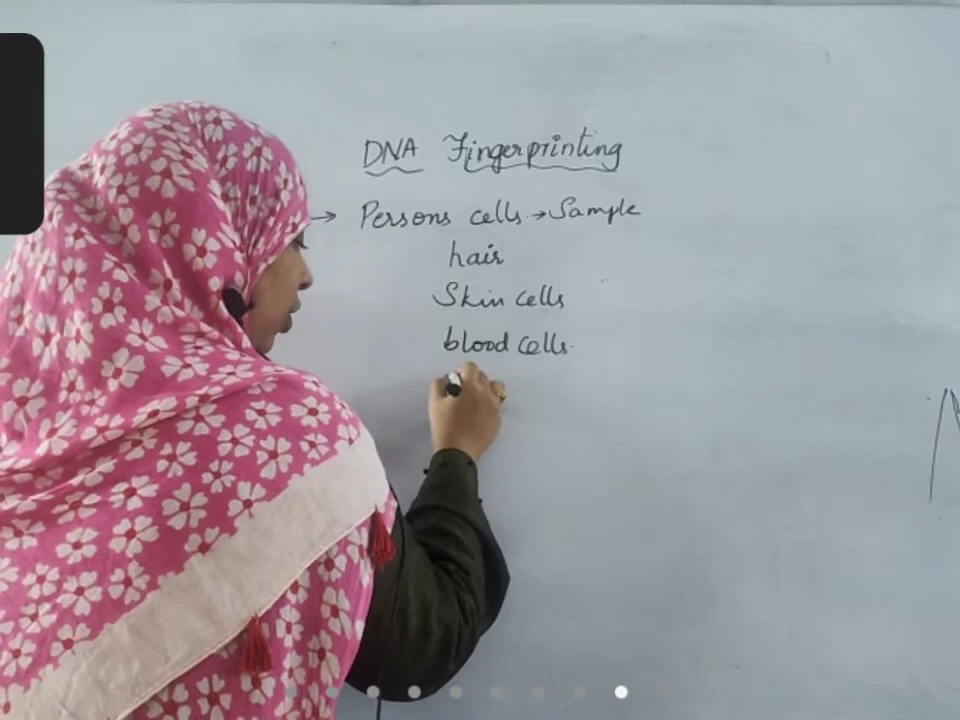 DNA Fingerprinting
→ Persons cells → Sample
hair
Skin cells
blood cells